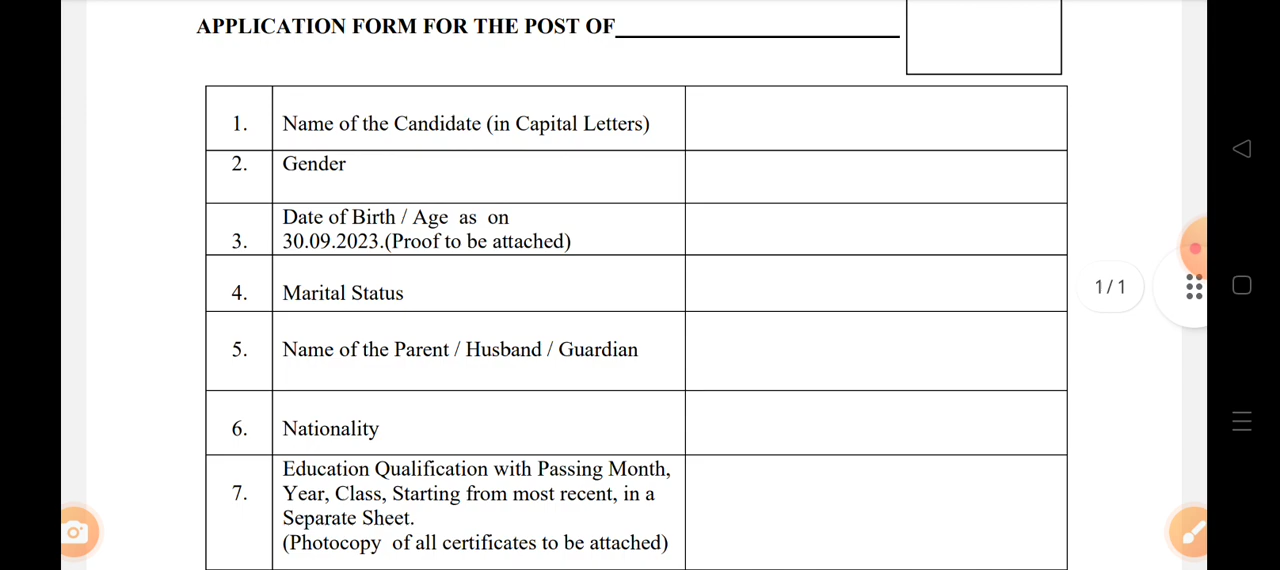 APPLICATION FORM FOR THE POST OF
1. Name of the Candidate (in Capital Letters)
2. Gender
Date of Birth / Age as on
3. 30.09.2023.(Proof to be attached)
1/1
4. Marital Status
5. Name of the Parent / Husband / Guardian
6. Nationality
Education Qualification with Passing Month,
7. Year, Class, Starting from most recent, in a
Separate Sheet.
(Photocopy of all certificates to be attached)